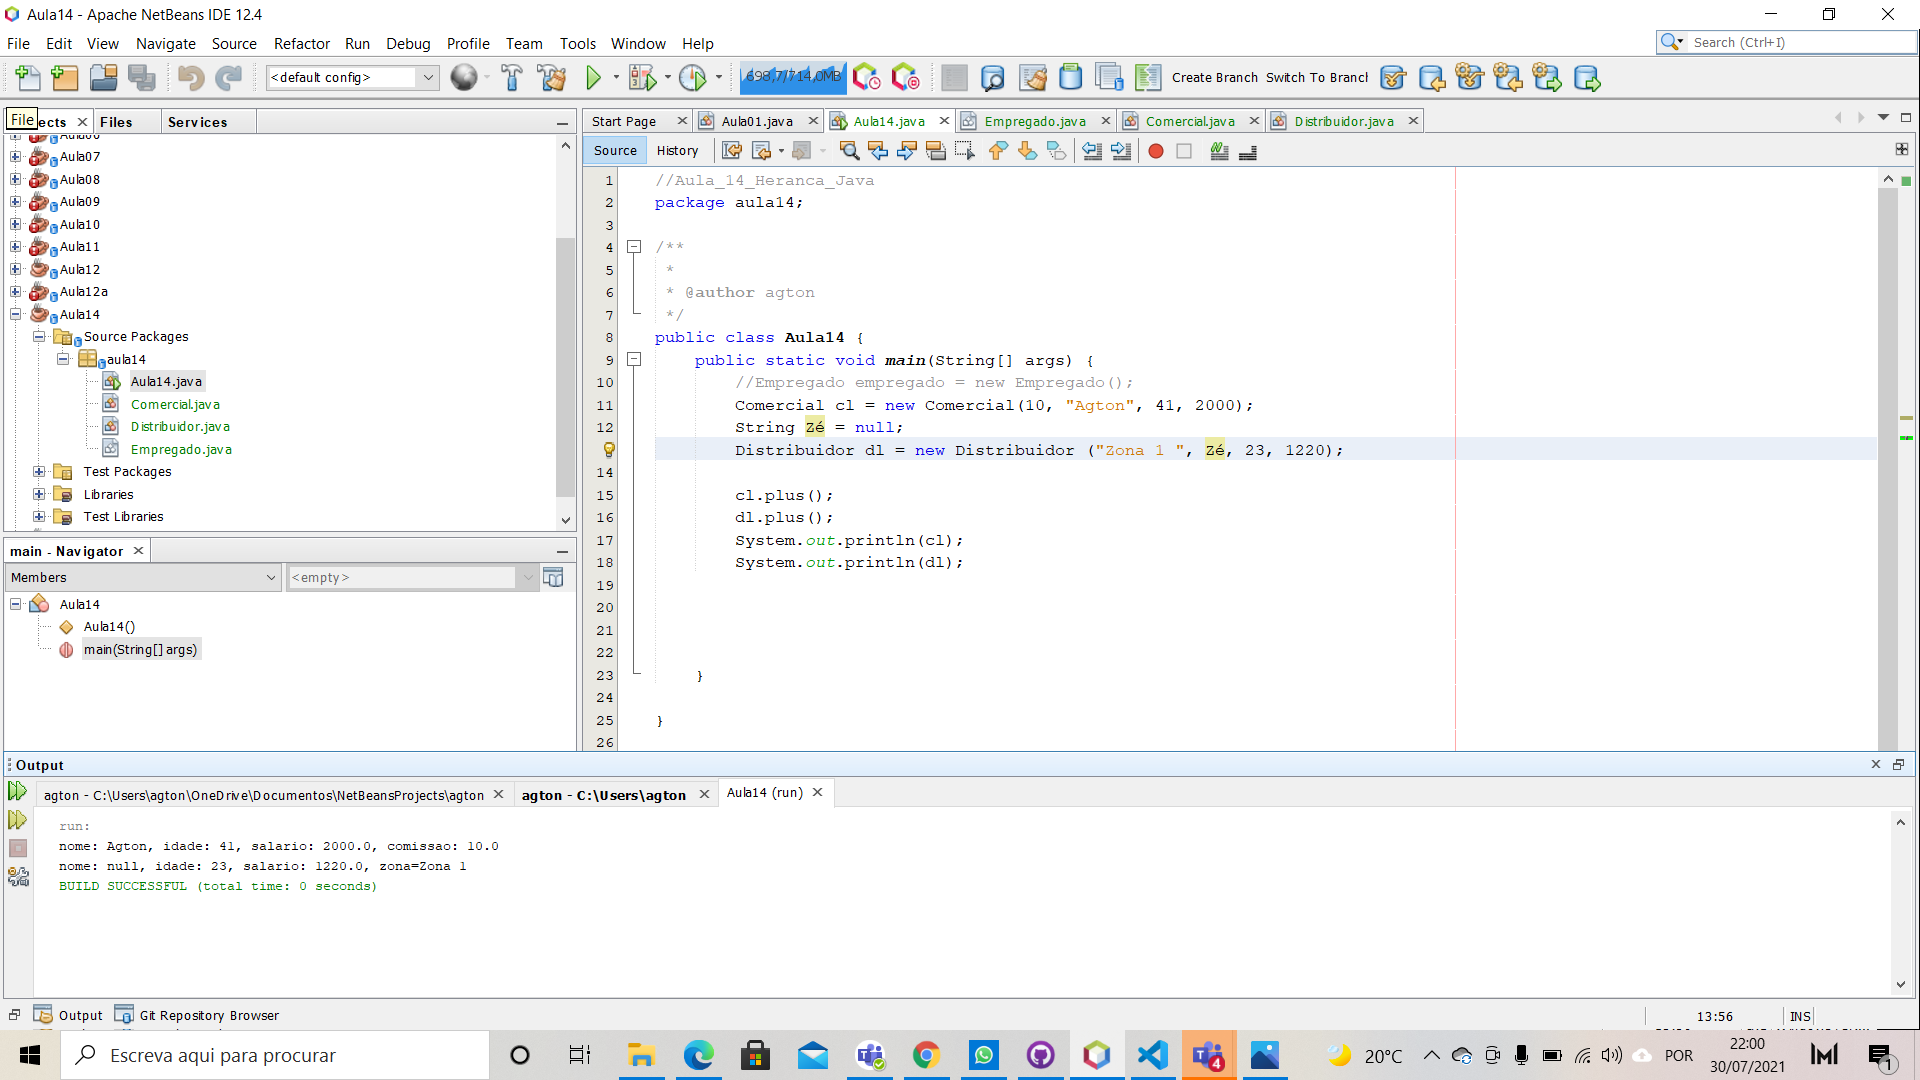 Aula14 - Apache NetBeans IDE 12.4
File Edit View Navigate Source Refactor Run Debug Profile Team Tools Window Help
Search (Ctrl+I)
<default config>
698,7/714,0MB
Create Branch Switch To Branch
File
ects Files Services
Aula07
Aula08
Aula09
Aula10
Aula11
Aula12
Aula12a
Aula14
Source Packages
aula14
Aula14.java
Comercial.java
Distribuidor.java
Empregado.java
Test Packages
Libraries
Test Libraries
main - Navigator
Members
<empty>
Aula14
Aula14()
main(String[] args)
Start Page Aula01.java Aula14.java Empregado.java Comercial.java Distribuidor.java
Source History
1 //Aula_14_Heranca_Java
2 package aula14;
3
4 /**
5 *
6 * @author agton
7 */
8 public class Aula14 {
9 public static void main(String[] args) {
10 //Empregado empregado = new Empregado();
11 Comercial cl = new Comercial(10, "Agton", 41, 2000);
12 String Zé = null;
Distribuidor dl = new Distribuidor ("Zona 1 ", Zé, 23, 1220);
14
15 cl.plus();
16 dl.plus();
17 System.out.println(cl);
18 System.out.println(dl);
19
20
21
22
23 }
24
25 }
26
Output
agton - C:\Users\agton\OneDrive\Documentos\NetBeansProjects\agton agton - C:\Users\agton Aula14 (run)
run:
nome: Agton, idade: 41, salario: 2000.0, comissao: 10.0
nome: null, idade: 23, salario: 1220.0, zona=Zona 1
BUILD SUCCESSFUL (total time: 0 seconds)
Output Git Repository Browser
13:56 INS
Escreva aqui para procurar
4
20°C
POR
22:00
30/07/2021
1